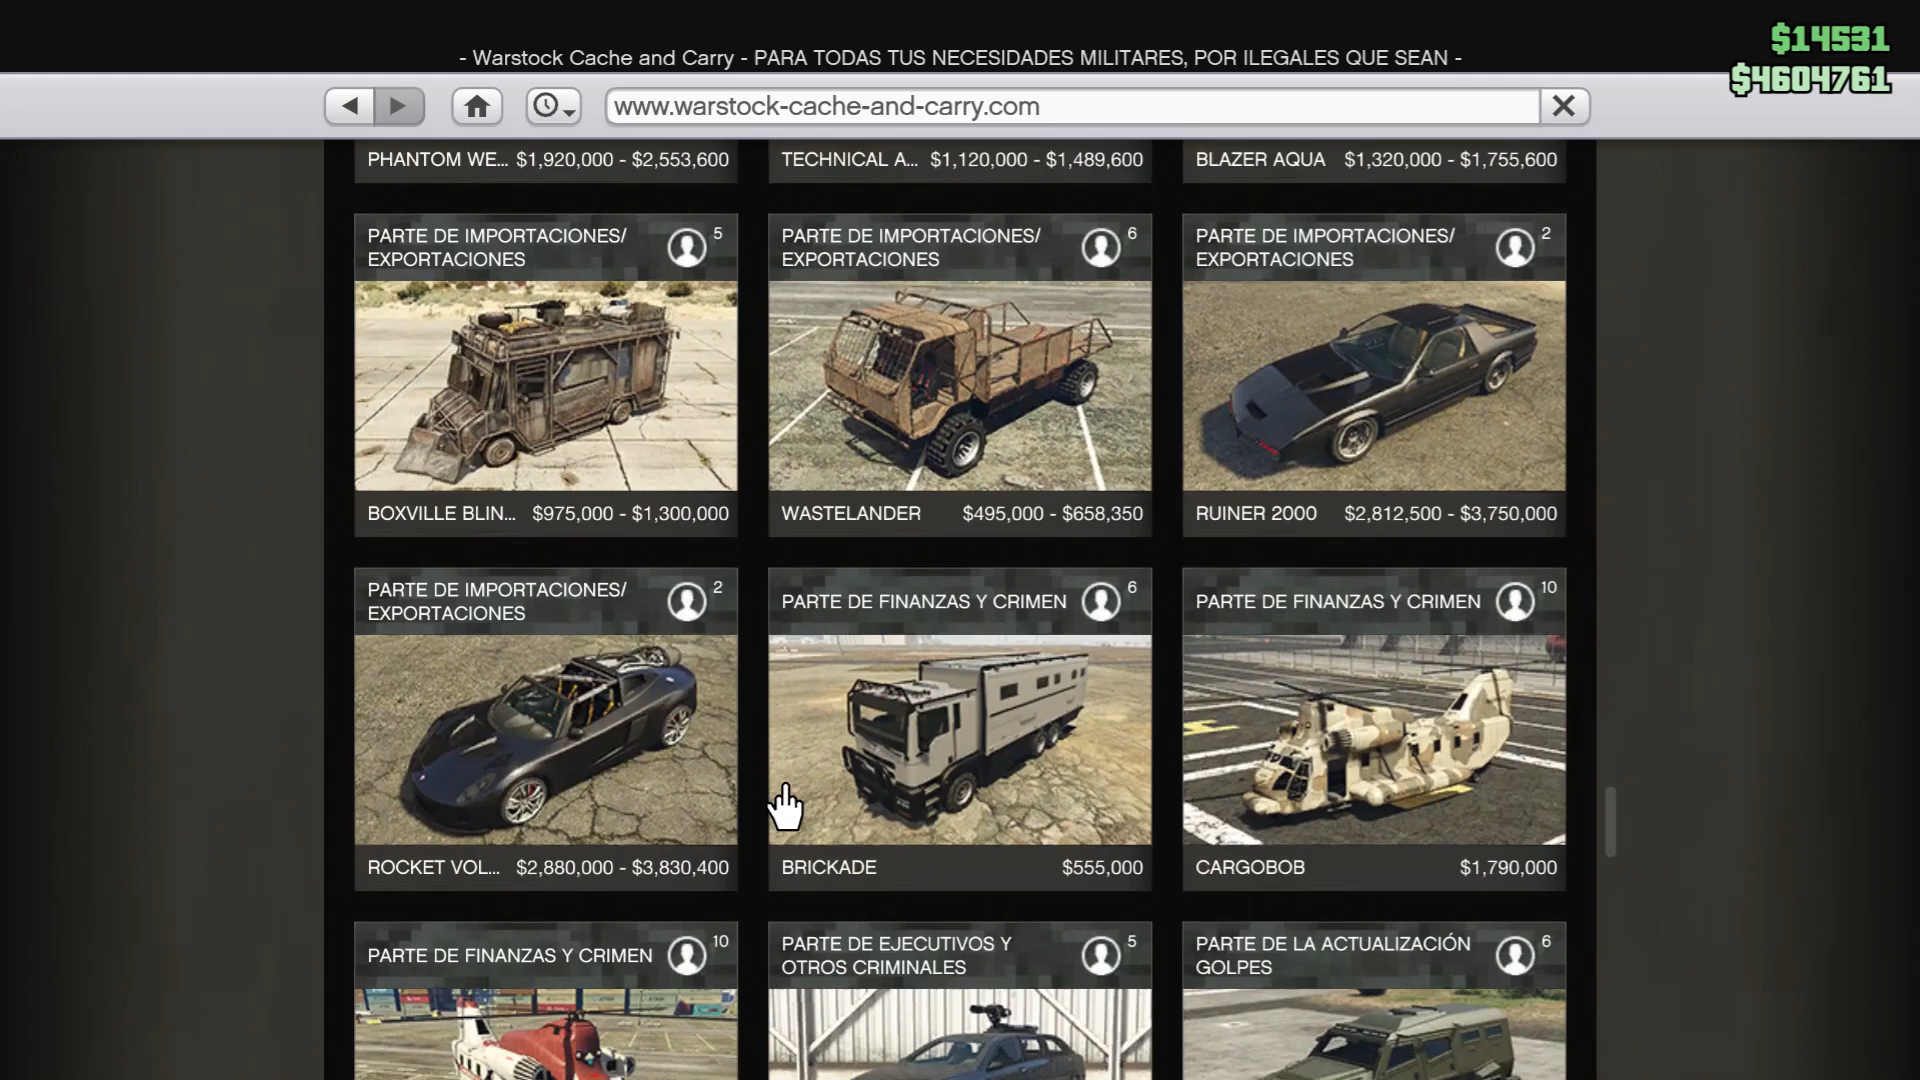 - Warstock Cache and Carry - PARA TODAS TUS NECESIDADES MILITARES, POR ILEGALES QUE SEAN -
$14531
$4604761
www.warstock-cache-and-carry.com
PHANTOM WE... $1,920,000 - $2,553,600
TECHNICAL A... $1,120,000 - $1,489,600
BLAZER AQUA $1,320,000 - $1,755,600
PARTE DE IMPORTACIONES/
EXPORTACIONES
5
PARTE DE IMPORTACIONES/
EXPORTACIONES
6
PARTE DE IMPORTACIONES/
EXPORTACIONES
2
BOXVILLE BLIN... $975,000 - $1,300,000
WASTELANDER $495,000 - $658,350
RUINER 2000 $2,812,500 - $3,750,000
PARTE DE IMPORTACIONES/
EXPORTACIONES
2
PARTE DE FINANZAS Y CRIMEN
6
PARTE DE FINANZAS Y CRIMEN
10
ROCKET VOL... $2,880,000 - $3,830,400
BRICKADE $555,000
CARGOBOB $1,790,000
PARTE DE FINANZAS Y CRIMEN
10
PARTE DE EJECUTIVOS Y
OTROS CRIMINALES
5
PARTE DE LA ACTUALIZACIÓN
GOLPES
6